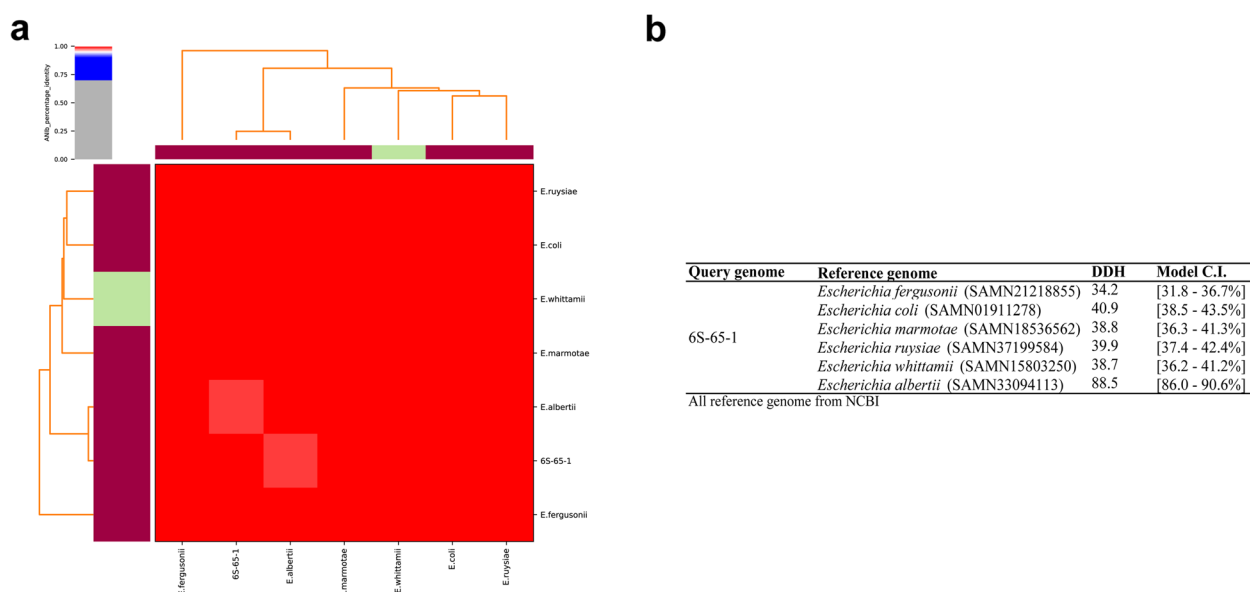 a
b
1.00
0.75
0.50
0.25
0.00
ANIb_percentage_identity
E.ruysiae
E.coli
E.whittamii
E.marmotae
E.albertii
6S-65-1
E.fergusonii
E.fergusonii
6S-65-1
E.albertii
.marmotae
E.whittamii
E.coli
E.ruysiae
Query genome Reference genome DDH Model C.I.
Escherichia fergusonii (SAMN21218855) 34.2 [31.8 - 36.7%]
Escherichia coli (SAMN01911278) 40.9 [38.5 - 43.5%]
6S-65-1 Escherichia marmotae (SAMN18536562) 38.8 [36.3 - 41.3%]
Escherichia ruysiae (SAMN37199584) 39.9 [37.4 - 42.4%]
Escherichia whittamii (SAMN15803250) 38.7 [36.2 - 41.2%]
Escherichia albertii (SAMN33094113) 88.5 [86.0 - 90.6%]
All reference genome from NCBI